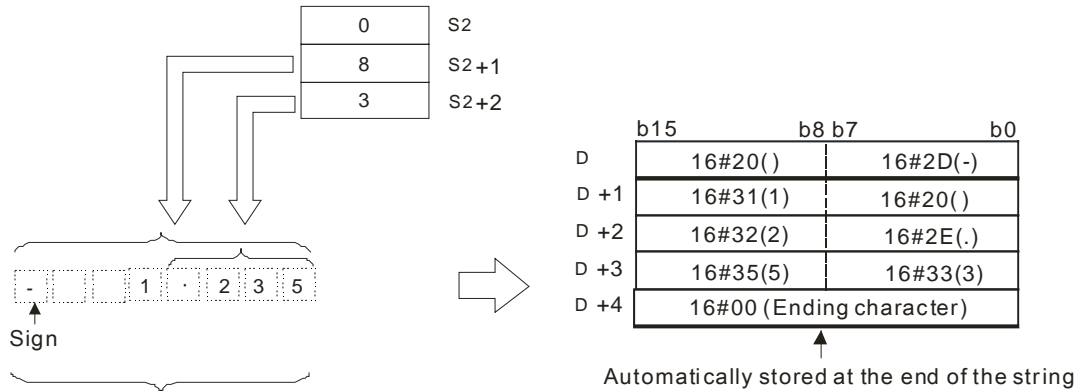 0 S2
8 S2+1
3 S2+2
b15 b8 b7 b0
D 16#20( ) 16#2D(-)
D +1 16#31(1) 16#20( )
D +2 16#32(2) 16#2E(.)
D +3 16#35(5) 16#33(3)
D +4 16#00 (Ending character)
- 1 . 2 3 5
Sign
Automatically stored at the end of the string